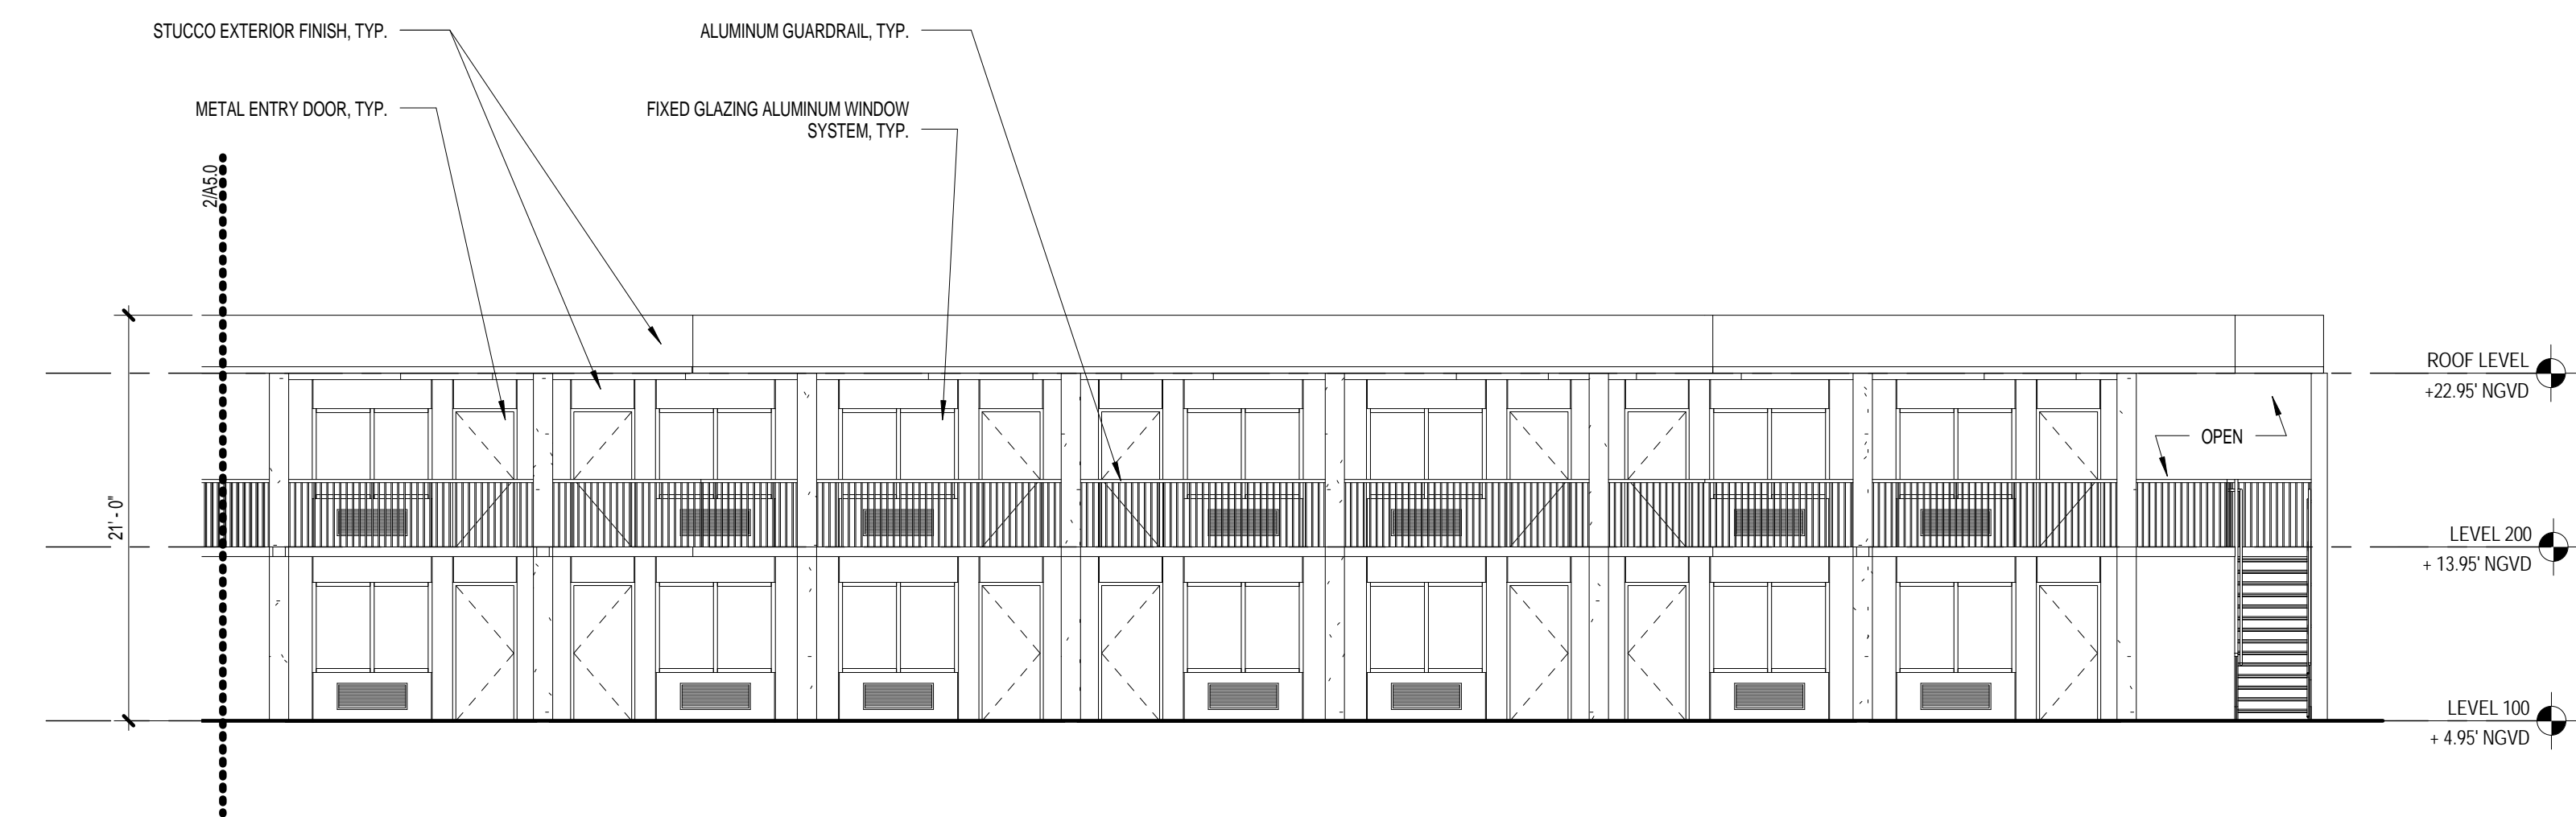 STUCCO EXTERIOR FINISH, TYP.
ALUMINUM GUARDRAIL, TYP.
METAL ENTRY DOOR, TYP.
FIXED GLAZING ALUMINUM WINDOW
SYSTEM, TYP.
2/A5.0
21' - 0"
ROOF LEVEL
+22.95' NGVD
OPEN
LEVEL 200
+ 13.95' NGVD
LEVEL 100
+ 4.95' NGVD